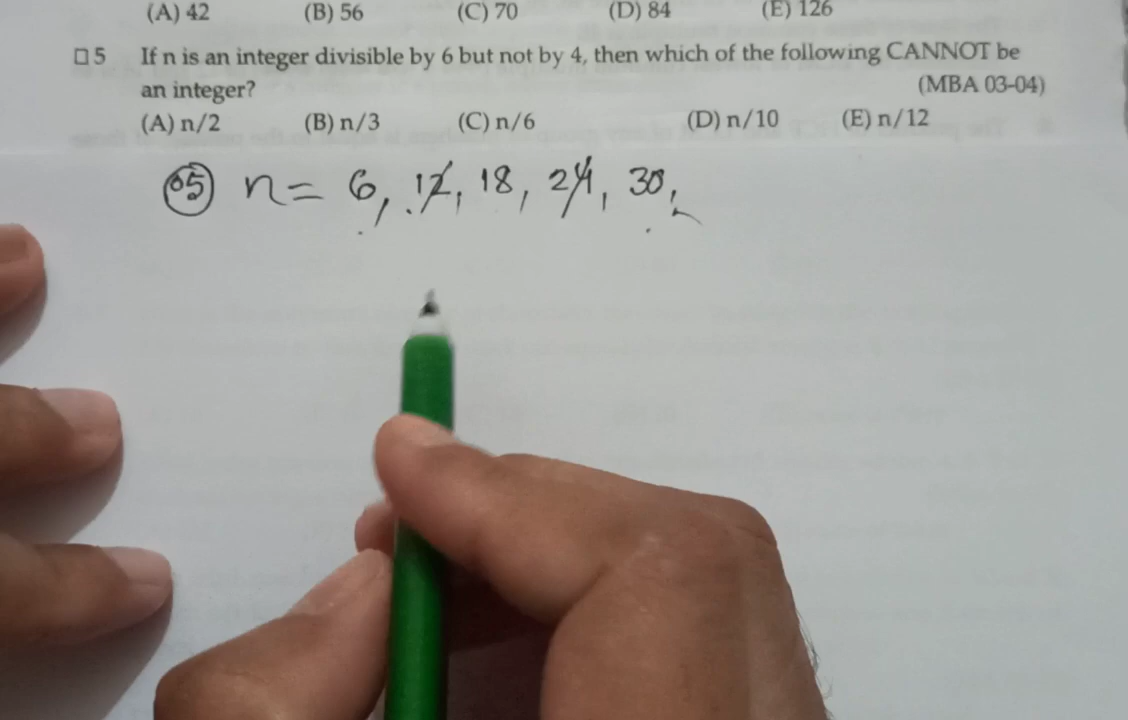 (A) 42 (B) 56 (C) 70 (D) 84 (E) 126
□5 If n is an integer divisible by 6 but not by 4, then which of the following CANNOT be
an integer? (MBA 03-04)
(A) n/2 (B) n/3 (C) n/6 (D) n/10 (E) n/12
05 n = 6, 12, 18, 24, 30,